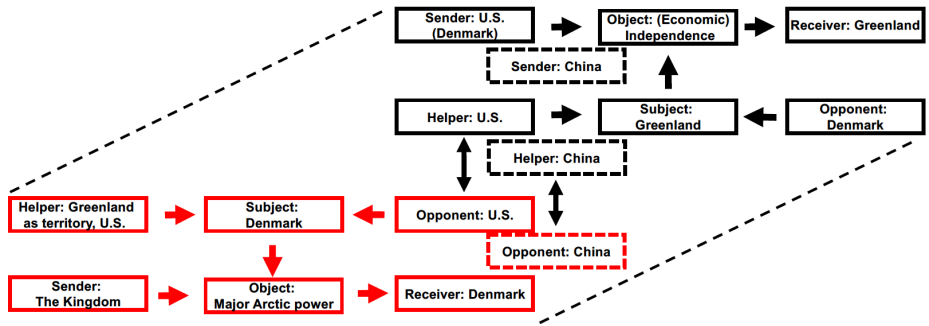 Sender: U.S.
(Denmark)
Object: (Economic)
Independence
Receiver: Greenland
Sender: China
Helper: U.S.
Subject:
Greenland
Opponent:
Denmark
Helper: China
Helper: Greenland
as territory, U.S.
Subject:
Denmark
Opponent: U.S.
Opponent: China
Sender:
The Kingdom
Object:
Major Arctic power
Receiver: Denmark